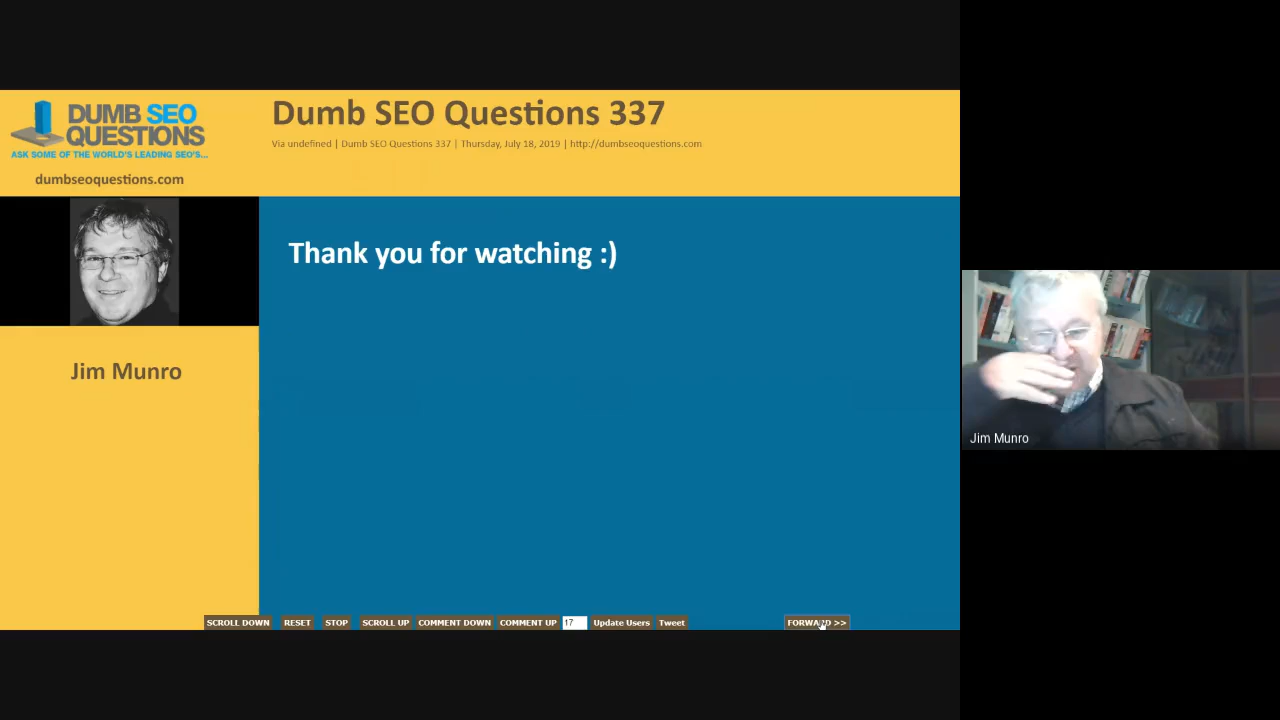 DUMB SEO
QUESTIONS
ASK SOME OF THE WORLD'S LEADING SEO'S...
dumbseoquestions.com
Dumb SEO Questions 337
Via undefined | Dumb SEO Questions 337 | Thursday, July 18, 2019 | http://dumbseoquestions.com
Thank you for watching :)
Jim Munro
Jim Munro
SCROLL DOWN RESET STOP SCROLL UP COMMENT DOWN COMMENT UP 17 Update Users Tweet FORWARD >>